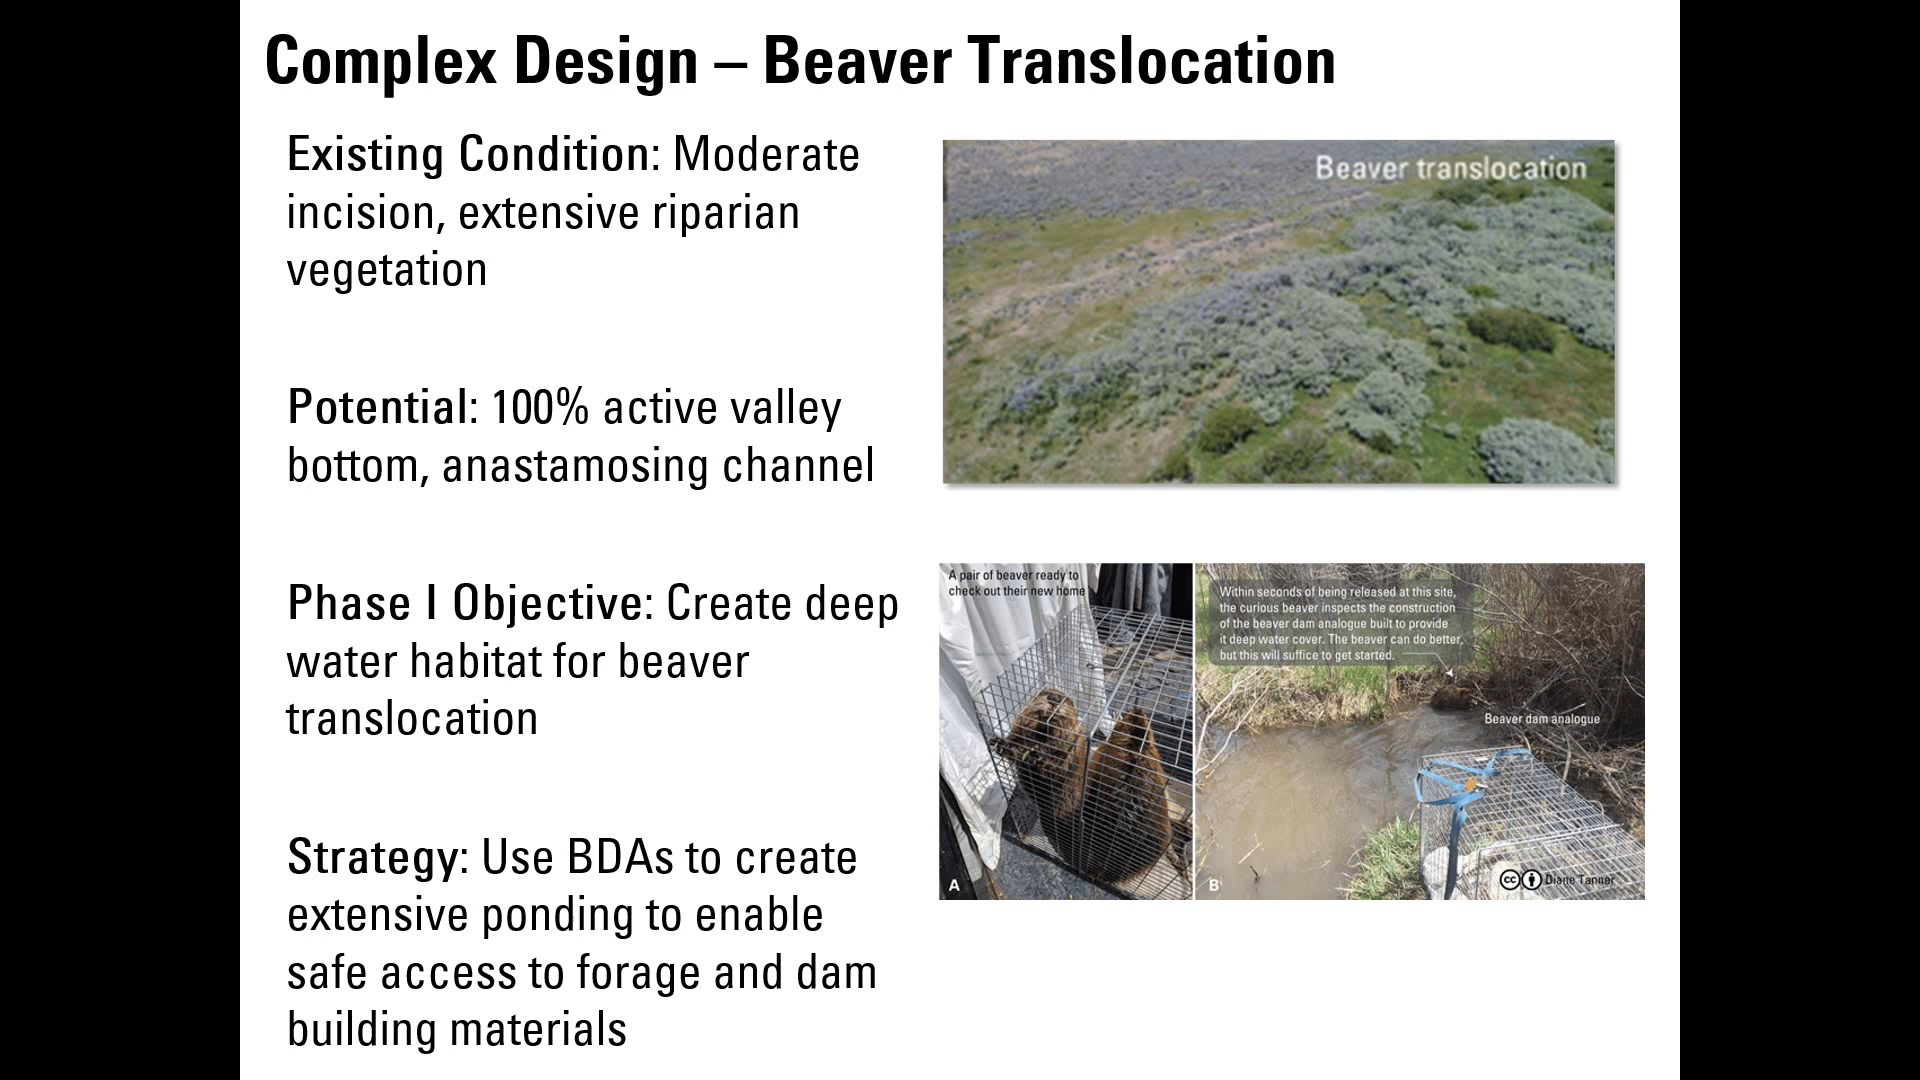 Complex Design – Beaver Translocation
Existing Condition: Moderate
incision, extensive riparian
vegetation
Potential: 100% active valley
bottom, anastamosing channel
Phase I Objective: Create deep
water habitat for beaver
translocation
Strategy: Use BDAs to create
extensive ponding to enable
safe access to forage and dam
building materials
Beaver translocation
A pair of beaver ready to
check out their new home
A
Within seconds of being released at this site,
the curious beaver inspects the construction
of the beaver dam analogue built to provide
it deep water cover. The beaver can do better,
but this will suffice to get started.
Beaver dam analogue
B
cc Diane Tanner